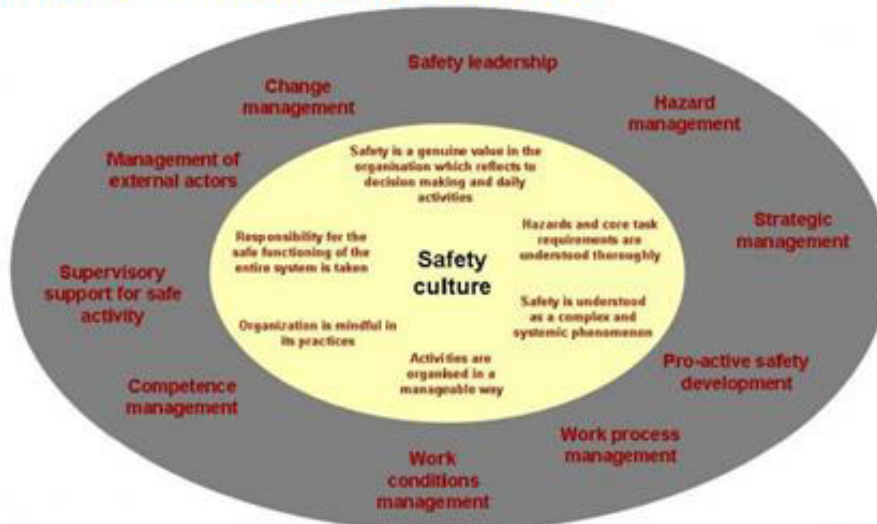 Safety leadership
Change
management
Hazard
management
Management of
external actors
Safety is a genuine value in the
organisation which reflects to
decision making and daily
activities
Strategic
management
Responsibility for the
safe functioning of the
entire system is taken
Hazards and core task
requirements are
understood thoroughly
Safety
culture
Supervisory
support for safe
activity
Safety is understood
as a complex and
systemic phenomenon
Organization is mindful in
its practices
Activities are
organised in a
manageable way
Pro-active safety
development
Competence
management
Work process
management
Work
conditions
management